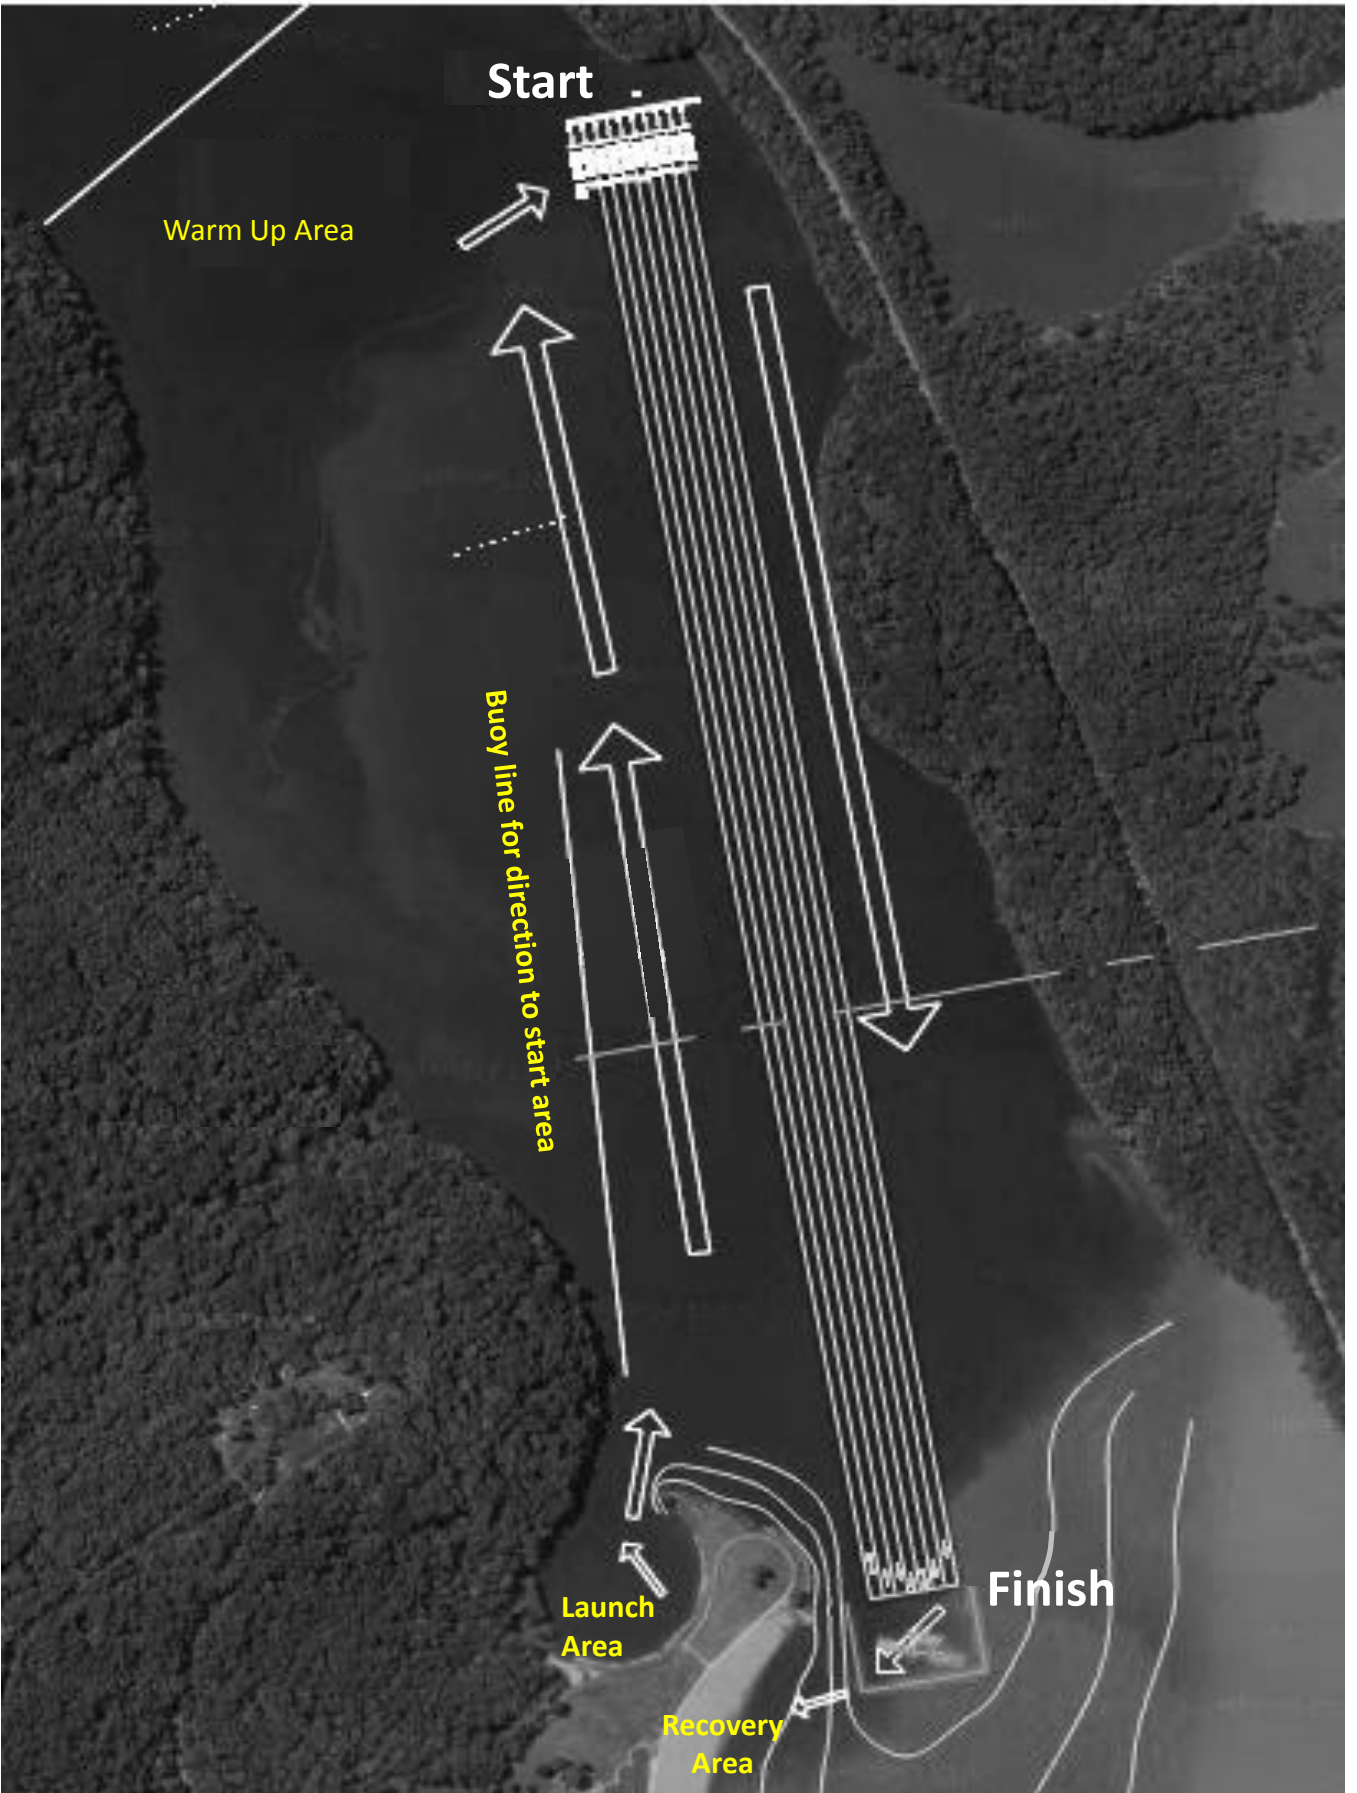 Start
Warm Up Area
Buoy line for direction to start area
Finish
Launch
Area
Recovery
Area